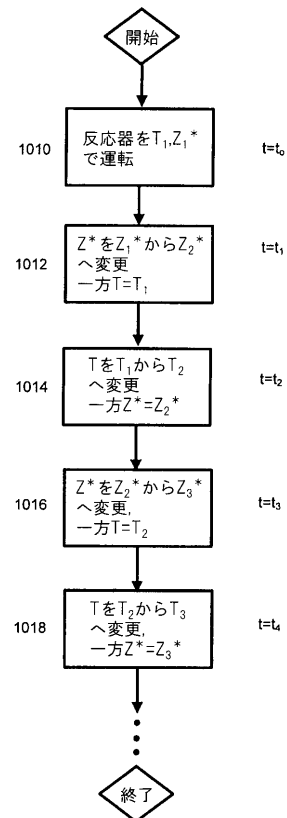 開始
1010 反応器をT₁,Z₁* t=t₀
で運転
Z*をZ₁*からZ₂* t=t₁
1012 へ変更
一方T=T₁
TをT₁からT₂
1014 へ変更 t=t₂
一方Z*=Z₂*
Z*をZ₂*からZ₃*
1016 へ変更, t=t₃
一方T=T₂
TをT₂からT₃
1018 へ変更, t=t₄
一方Z*=Z₃*
終了